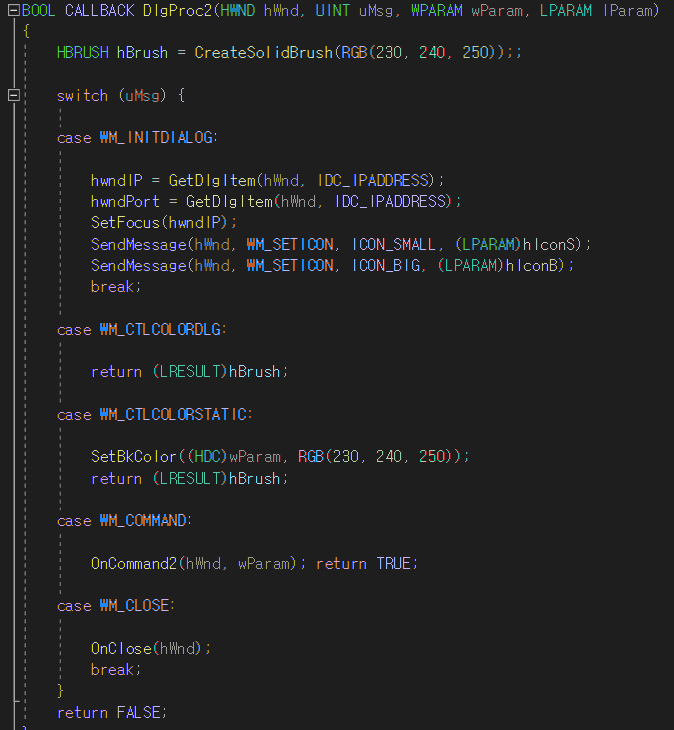 BOOL CALLBACK DlgProc2(HWND hWnd, UINT uMsg, WPARAM wParam, LPARAM lParam)
{
HBRUSH hBrush = CreateSolidBrush(RGB(230, 240, 250));;
switch (uMsg) {
case WM_INITDIALOG:
hwndIP = GetDlgItem(hWnd, IDC_IPADDRESS);
hwndPort = GetDlgItem(hWnd, IDC_IPADDRESS);
SetFocus(hwndIP);
SendMessage(hWnd, WM_SETICON, ICON_SMALL, (LPARAM)hIconS);
SendMessage(hWnd, WM_SETICON, ICON_BIG, (LPARAM)hIconB);
break;
case WM_CTLCOLORDLG:
return (LRESULT)hBrush;
case WM_CTLCOLORSTATIC:
SetBkColor((HDC)wParam, RGB(230, 240, 250));
return (LRESULT)hBrush;
case WM_COMMAND:
OnCommand2(hWnd, wParam); return TRUE;
case WM_CLOSE:
OnClose(hWnd);
break;
}
return FALSE;
}